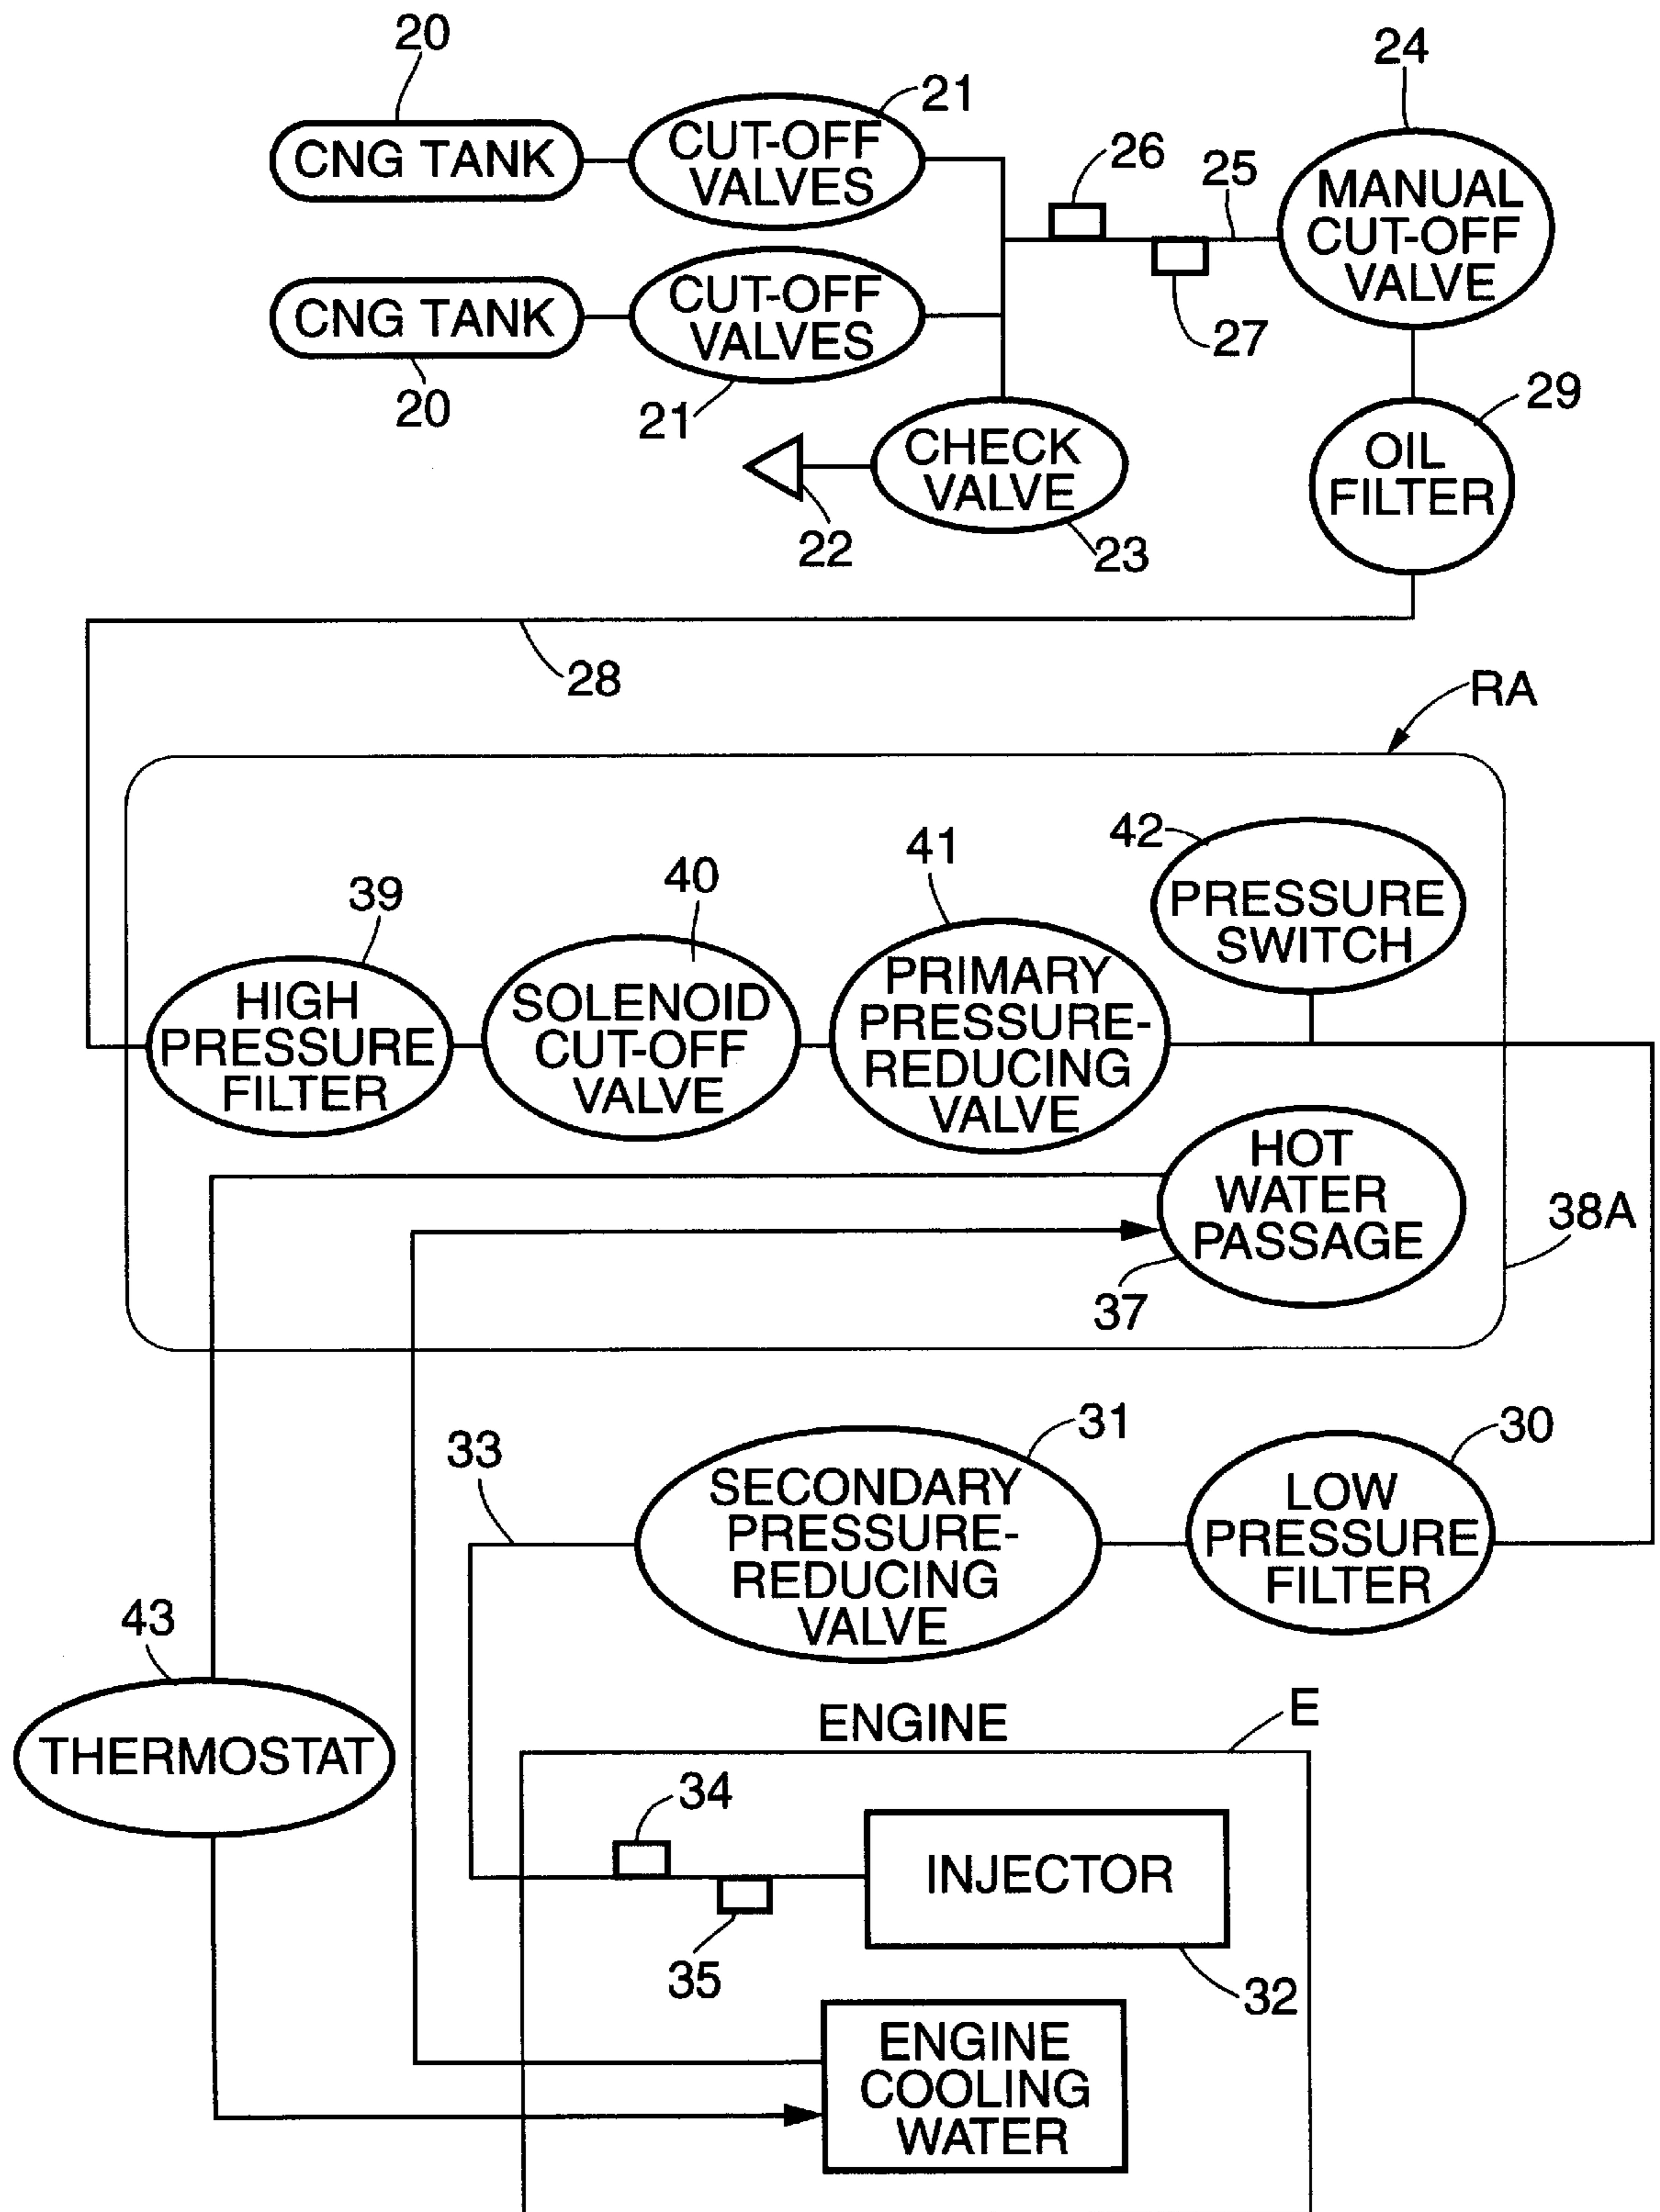 20
24
21
CNG TANK
CUT-OFF
VALVES
26
25
MANUAL
CUT-OFF
VALVE
CNG TANK
CUT-OFF
VALVES
27
20
21
29
CHECK
VALVE
OIL
FILTER
22
23
28
RA
42
41
40
39
PRESSURE
SWITCH
HIGH
PRESSURE
FILTER
SOLENOID
CUT-OFF
VALVE
PRIMARY
PRESSURE-
REDUCING
VALVE
HOT
WATER
PASSAGE
38A
37
33
31
30
SECONDARY
PRESSURE-
REDUCING
VALVE
LOW
PRESSURE
FILTER
43
THERMOSTAT
ENGINE
E
34
INJECTOR
35
32
ENGINE
COOLING
WATER